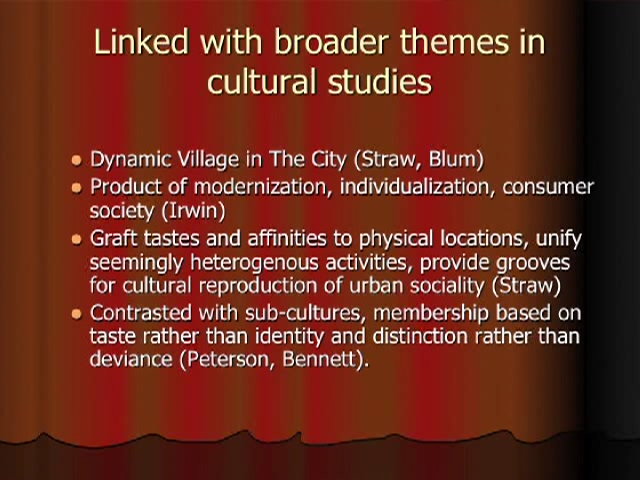 Linked with broader themes in
cultural studies
Dynamic Village in The City (Straw, Blum)
Product of modernization, individualization, consumer
society (Irwin)
Graft tastes and affinities to physical locations, unify
seemingly heterogenous activities, provide grooves
for cultural reproduction of urban sociality (Straw)
Contrasted with sub-cultures, membership based on
taste rather than identity and distinction rather than
deviance (Peterson, Bennett).